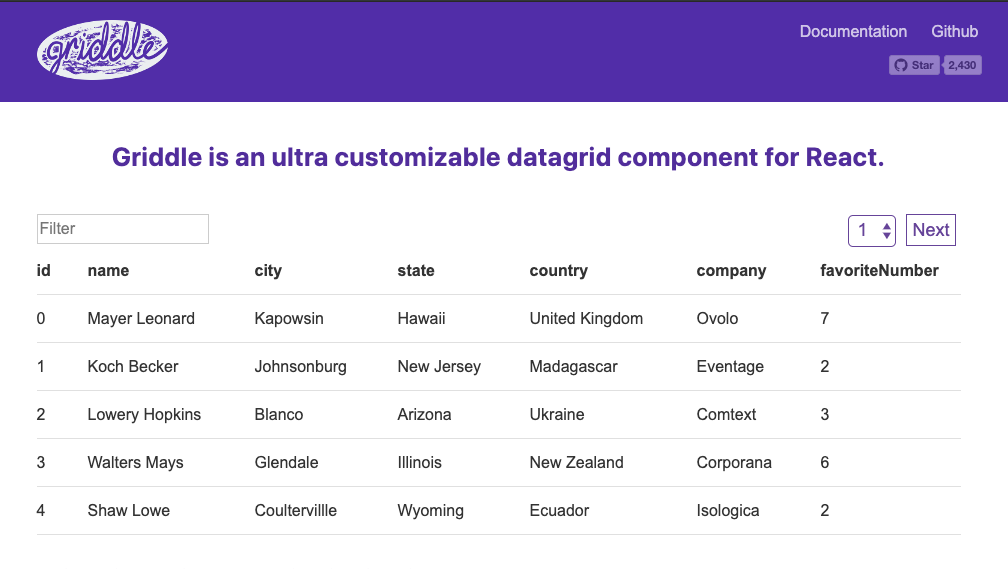 griddle
Documentation Github
Star 2,430
Griddle is an ultra customizable datagrid component for React.
Filter 1 Next
id name city state country company favoriteNumber
0 Mayer Leonard Kapowsin Hawaii United Kingdom Ovolo 7
1 Koch Becker Johnsonburg New Jersey Madagascar Eventage 2
2 Lowery Hopkins Blanco Arizona Ukraine Comtext 3
3 Walters Mays Glendale Illinois New Zealand Corporana 6
4 Shaw Lowe Coultervillle Wyoming Ecuador Isologica 2